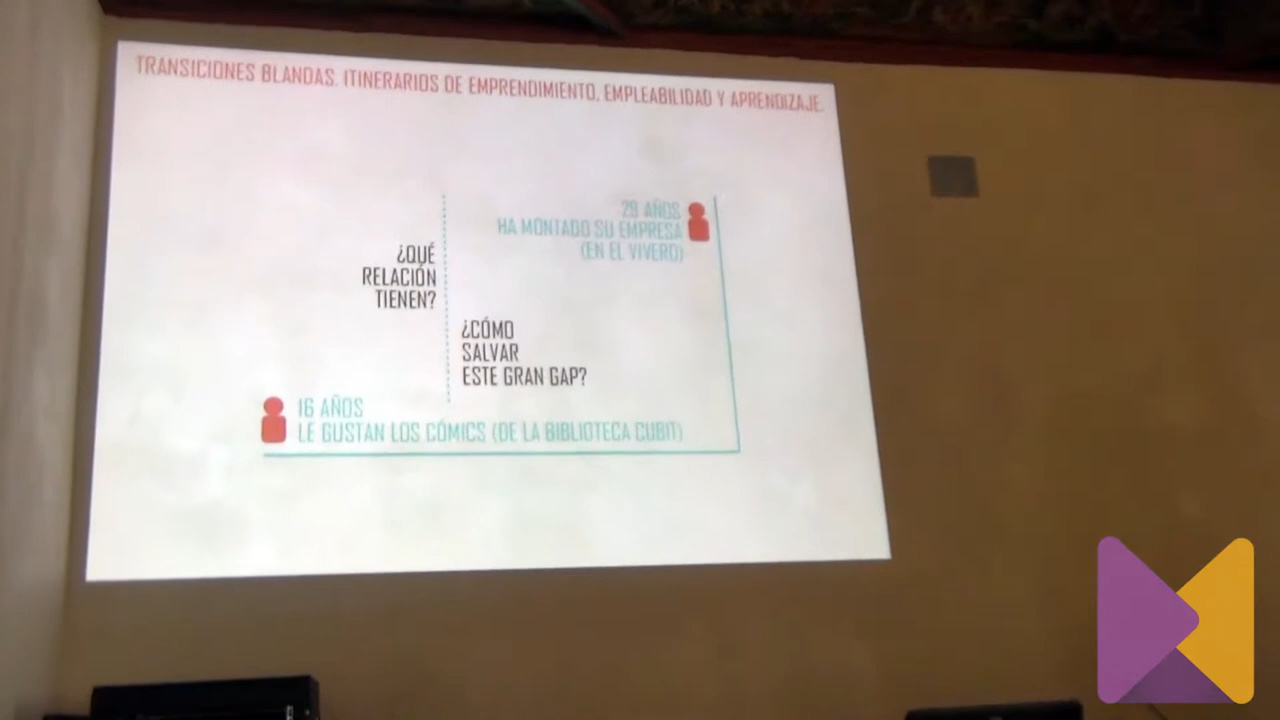 TRANSICIONES BLANDAS. ITINERARIOS DE EMPRENDIMIENTO, EMPLEABILIDAD Y APRENDIZAJE.
29 AÑOS
HA MONTADO SU EMPRESA
(EN EL VIVERO)
¿QUÉ
RELACIÓN
TIENEN?
¿CÓMO
SALVAR
ESTE GRAN GAP?
16 AÑOS
LE GUSTAN LOS CÓMICS (DE LA BIBLIOTECA CUBIT)